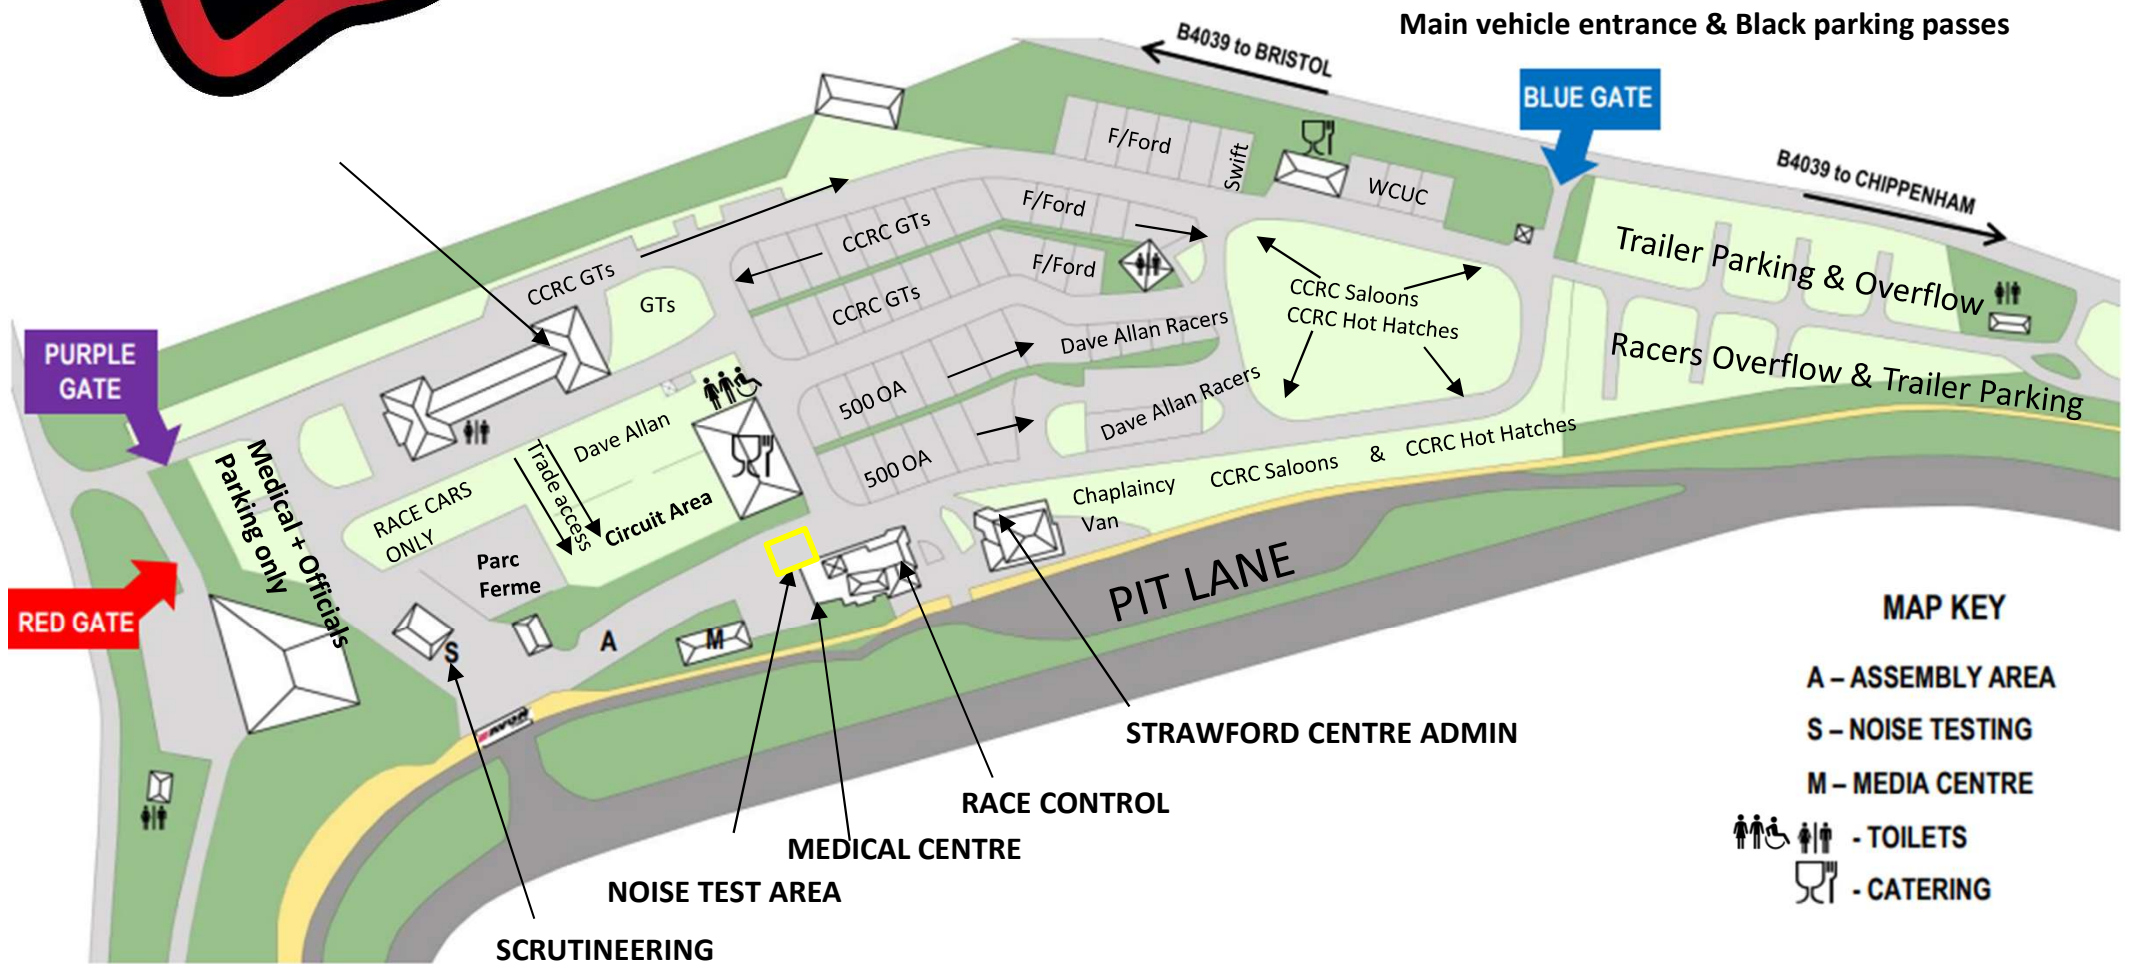 Main vehicle entrance & Black parking passes
B4039 to BRISTOL
BLUE GATE
B4039 to CHIPPENHAM
F/Ford
Swift
WCUC
F/Ford
CCRC GTs
F/Ford
CCRC GTs
CCRC GTs
GTs
Trailer Parking & Overflow
CCRC Saloons
CCRC Hot Hatches
Dave Allan Racers
Racers Overflow & Trailer Parking
PURPLE
GATE
500 OA
Dave Allan Racers
Dave Allan
Trade access
500 OA
CCRC Saloons & CCRC Hot Hatches
Chaplaincy
Van
Medical + Officials
Parking only
RACE CARS
ONLY
Circuit Area
Parc
Ferme
PIT LANE
RED GATE
S
A
M
AVON
MAP KEY
A – ASSEMBLY AREA
S – NOISE TESTING
M – MEDIA CENTRE
- TOILETS
- CATERING
STRAWFORD CENTRE ADMIN
RACE CONTROL
MEDICAL CENTRE
NOISE TEST AREA
SCRUTINEERING